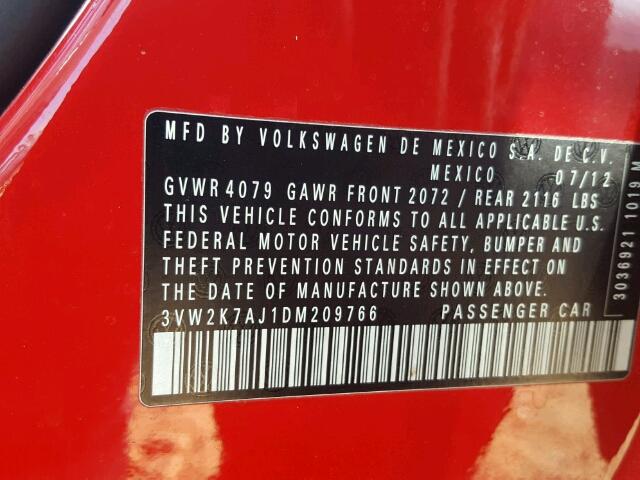 MFD BY VOLKSWAGEN DE MEXICO S.A. DE C.V.
MEXICO 07/12
GVWR 4079 GAWR FRONT 2072 / REAR 2116 LBS
THIS VEHICLE CONFORMS TO ALL APPLICABLE U.S.
FEDERAL MOTOR VEHICLE SAFETY, BUMPER AND
THEFT PREVENTION STANDARDS IN EFFECT ON
THE DATE OF MANUFACTURE SHOWN ABOVE.
3VW2K7AJ1DM209766 PASSENGER CAR
3036921 1019 M